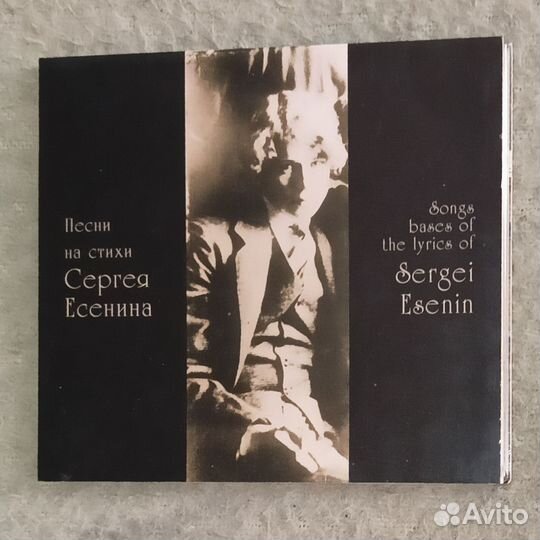 Песни
на стихи
Сергея
Есенина
Songs
bases of
the lyrics of
Sergei
Esenin
Avito